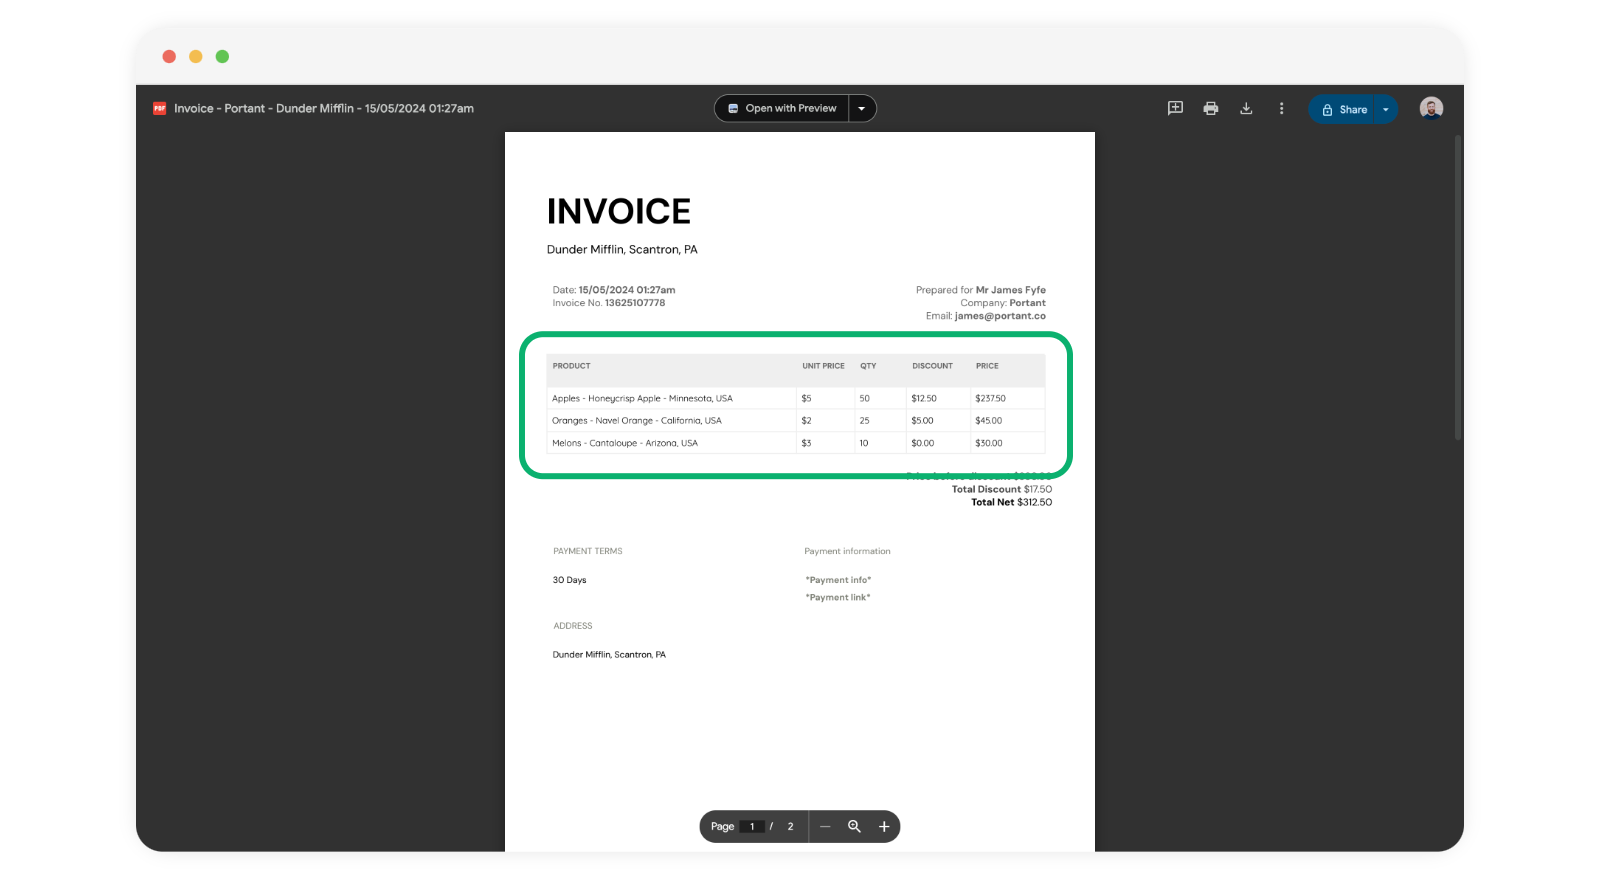 PDF Invoice - Portant - Dunder Mifflin - 15/05/2024 01:27am
Open with Preview
Share
INVOICE
Dunder Mifflin, Scantron, PA
Date: 15/05/2024 01:27am
Invoice No. 13625107778
Prepared for Mr James Fyfe
Company: Portant
Email: james@portant.co
PRODUCT UNIT PRICE QTY DISCOUNT PRICE
Apples - Honeycrisp Apple - Minnesota, USA $5 50 $12.50 $237.50
Oranges - Navel Orange - California, USA $2 25 $5.00 $45.00
Melons - Cantaloupe - Arizona, USA $3 10 $0.00 $30.00
Price before discount
Total Discount $17.50
Total Net $312.50
PAYMENT TERMS
30 Days
Payment information
*Payment info*
*Payment link*
ADDRESS
Dunder Mifflin, Scantron, PA
Page 1 / 2